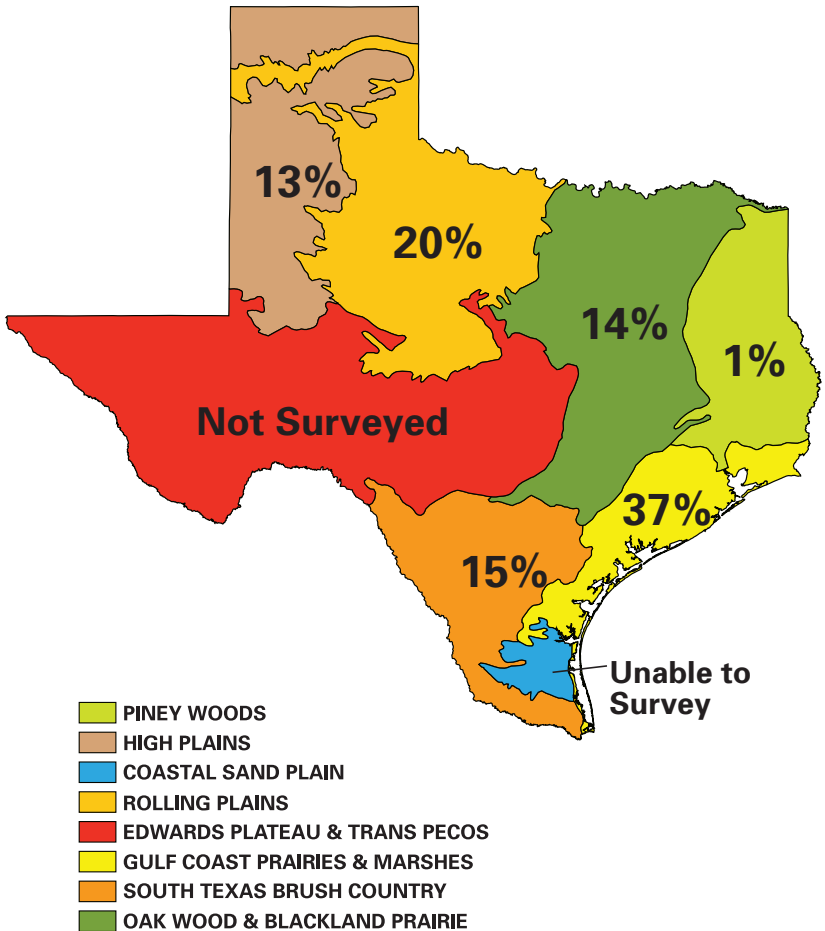 13%
20%
14%
1%
Not Surveyed
37%
15%
Unable to
Survey
PINEY WOODS
HIGH PLAINS
COASTAL SAND PLAIN
ROLLING PLAINS
EDWARDS PLATEAU & TRANS PECOS
GULF COAST PRAIRIES & MARSHES
SOUTH TEXAS BRUSH COUNTRY
OAK WOOD & BLACKLAND PRAIRIE